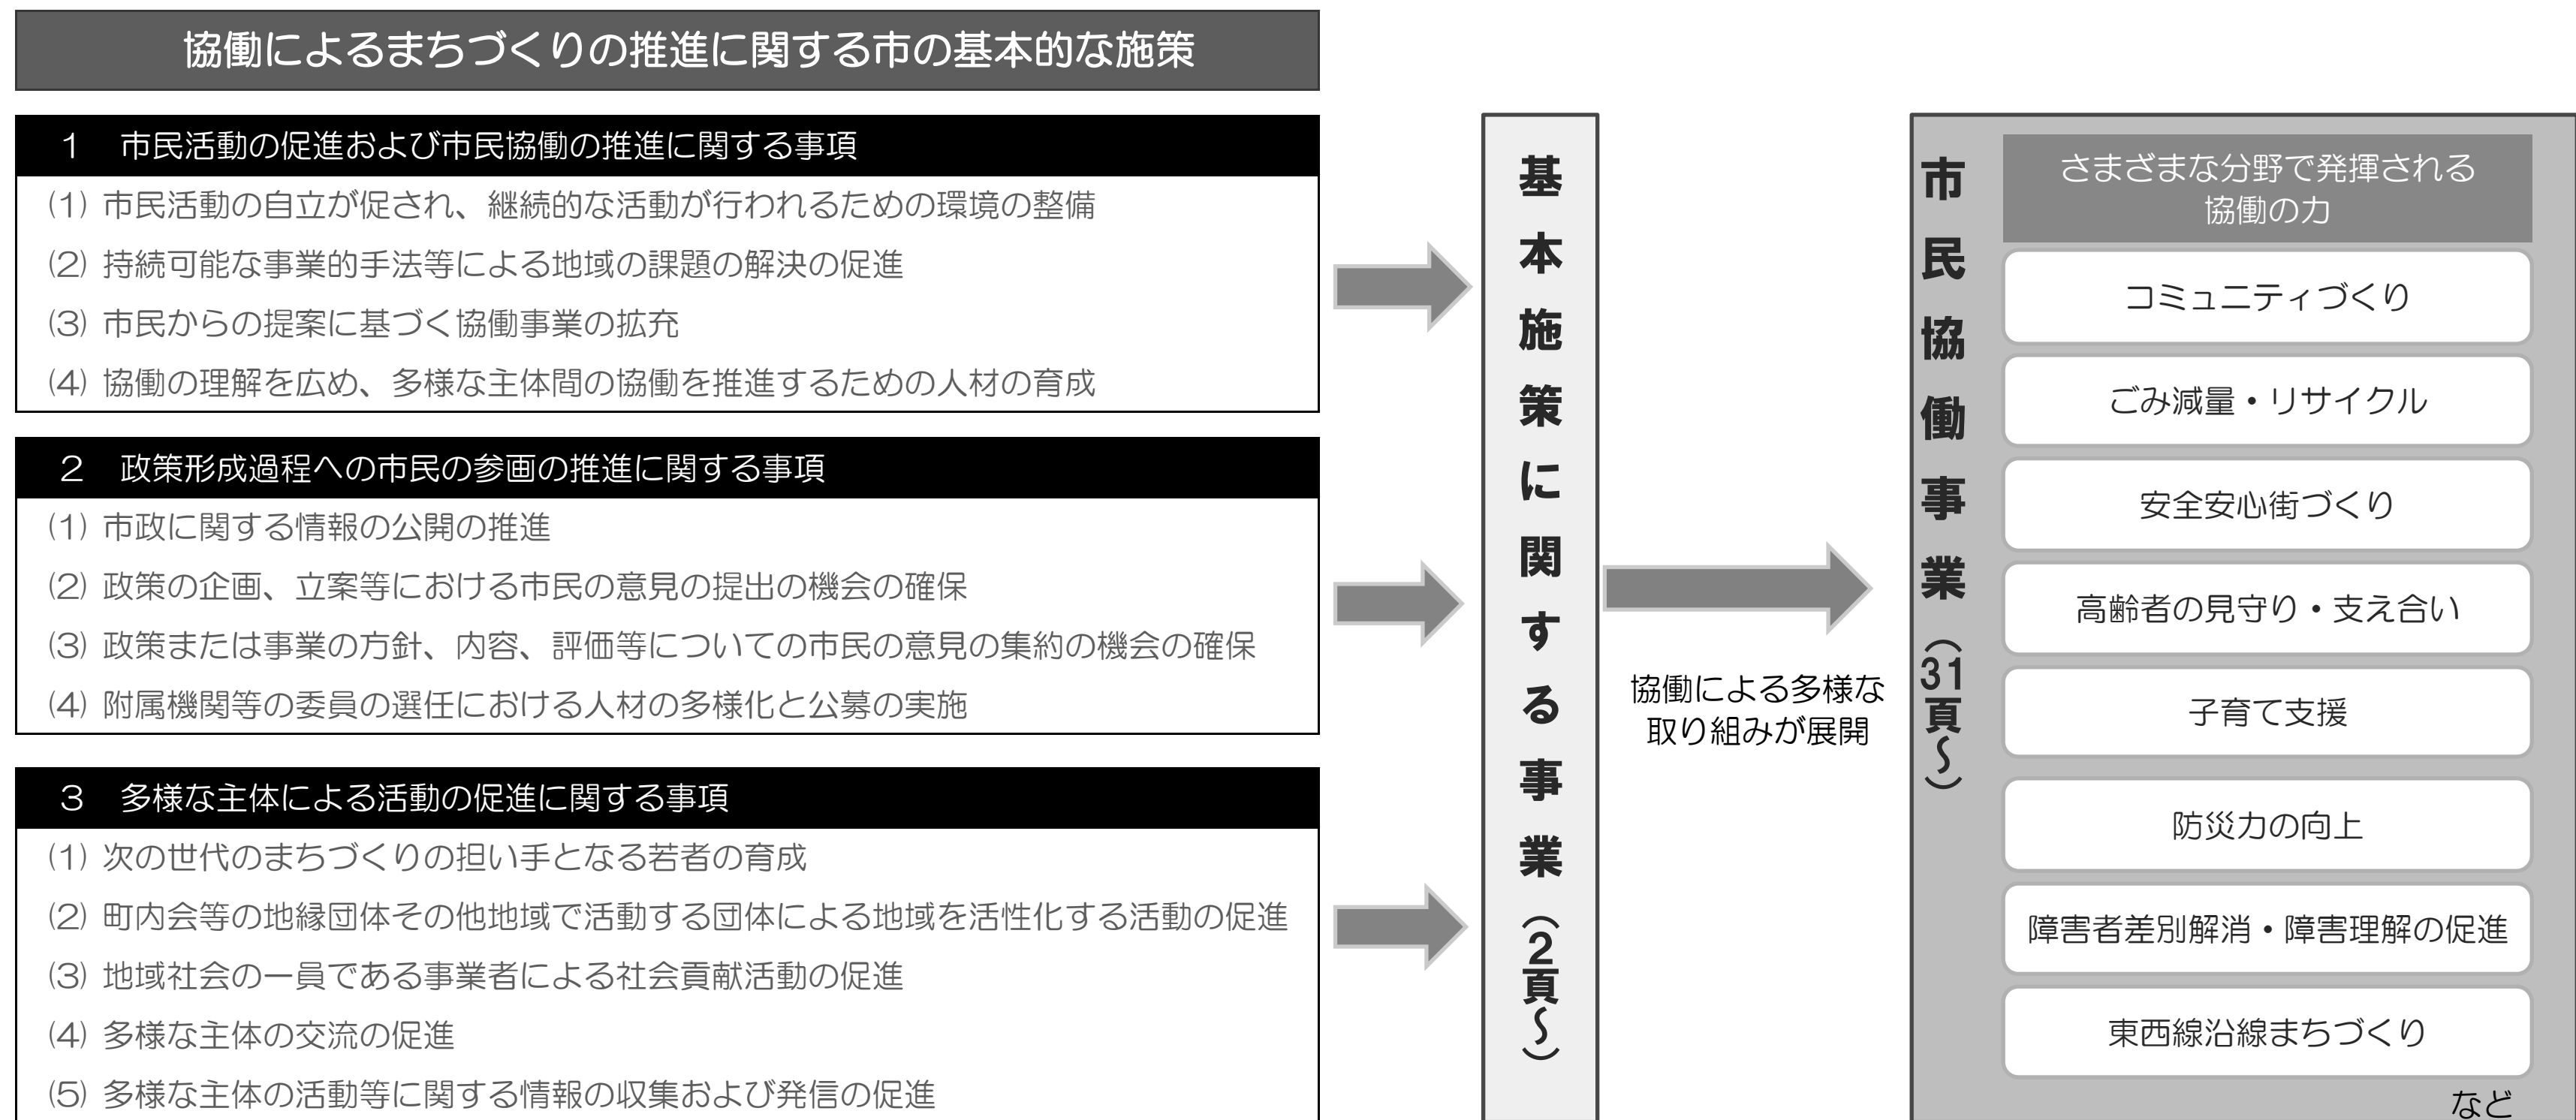 協働によるまちづくりの推進に関する市の基本的な施策
1 市民活動の促進および市民協働の推進に関する事項
(1) 市民活動の自立が促され、継続的な活動が行われるための環境の整備
(2) 持続可能な事業的手法等による地域の課題の解決の促進
(3) 市民からの提案に基づく協働事業の拡充
(4) 協働の理解を広め、多様な主体間の協働を推進するための人材の育成
2 政策形成過程への市民の参画の推進に関する事項
(1) 市政に関する情報の公開の推進
(2) 政策の企画、立案等における市民の意見の提出の機会の確保
(3) 政策または事業の方針、内容、評価等についての市民の意見の集約の機会の確保
(4) 附属機関等の委員の選任における人材の多様化と公募の実施
3 多様な主体による活動の促進に関する事項
(1) 次の世代のまちづくりの担い手となる若者の育成
(2) 町内会等の地縁団体その他地域で活動する団体による地域を活性化する活動の促進
(3) 地域社会の一員である事業者による社会貢献活動の促進
(4) 多様な主体の交流の促進
(5) 多様な主体の活動等に関する情報の収集および発信の促進
基本施策に関する事業(2頁~)
協働による多様な
取り組みが展開
市民協働事業(31頁~)
さまざまな分野で発揮される
協働の力
コミュニティづくり
ごみ減量・リサイクル
安全安心街づくり
高齢者の見守り・支え合い
子育て支援
防災力の向上
障害者差別解消・障害理解の促進
東西線沿線まちづくり
など